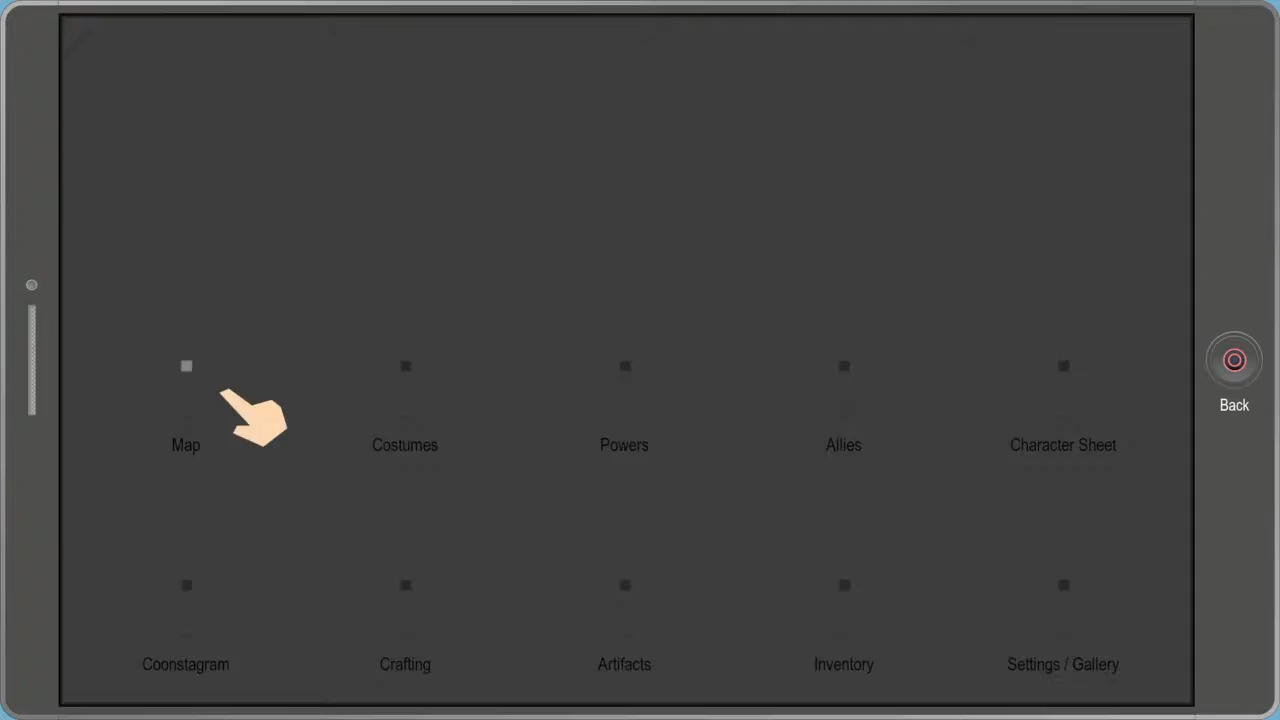 Back
Map
Costumes
Powers
Allies
Character Sheet
Coonstagram
Crafting
Artifacts
Inventory
Settings / Gallery